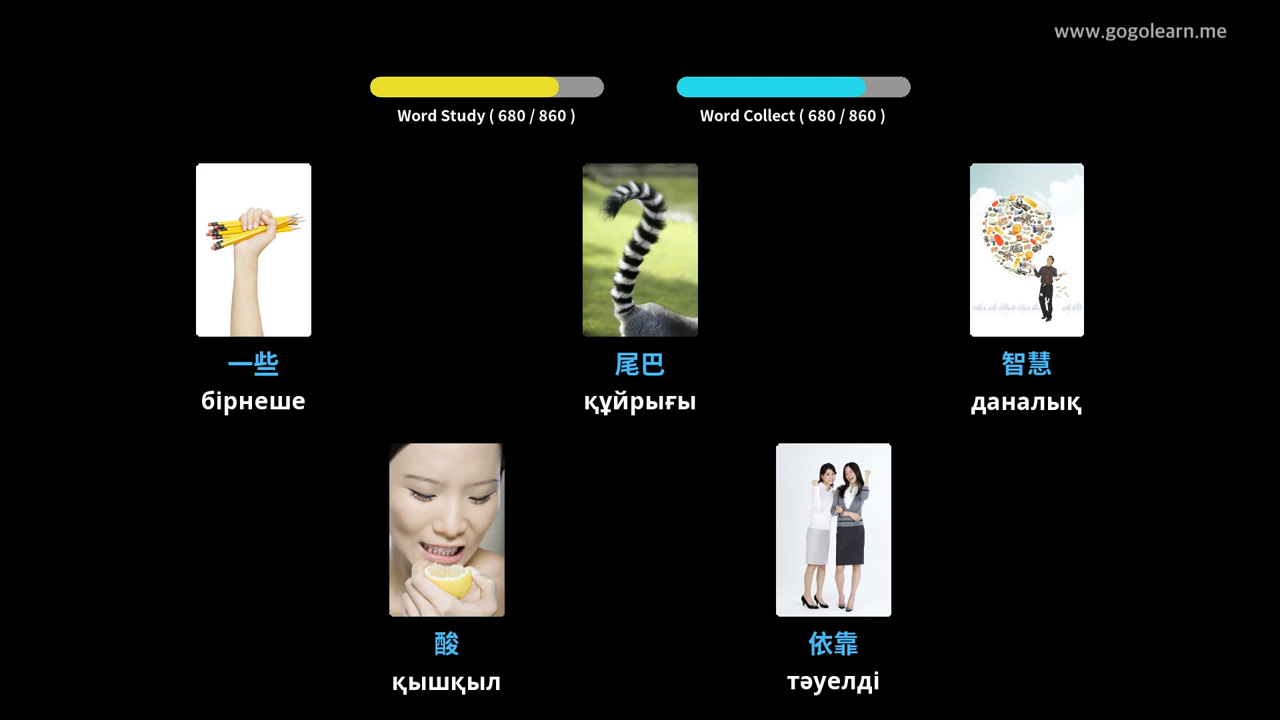 www.gogolearn.me
Word Study ( 680 / 860 )
Word Collect ( 680 / 860 )
一些
бірнеше
尾巴
құйрығы
智慧
даналық
酸
қышқыл
依靠
тәуелді